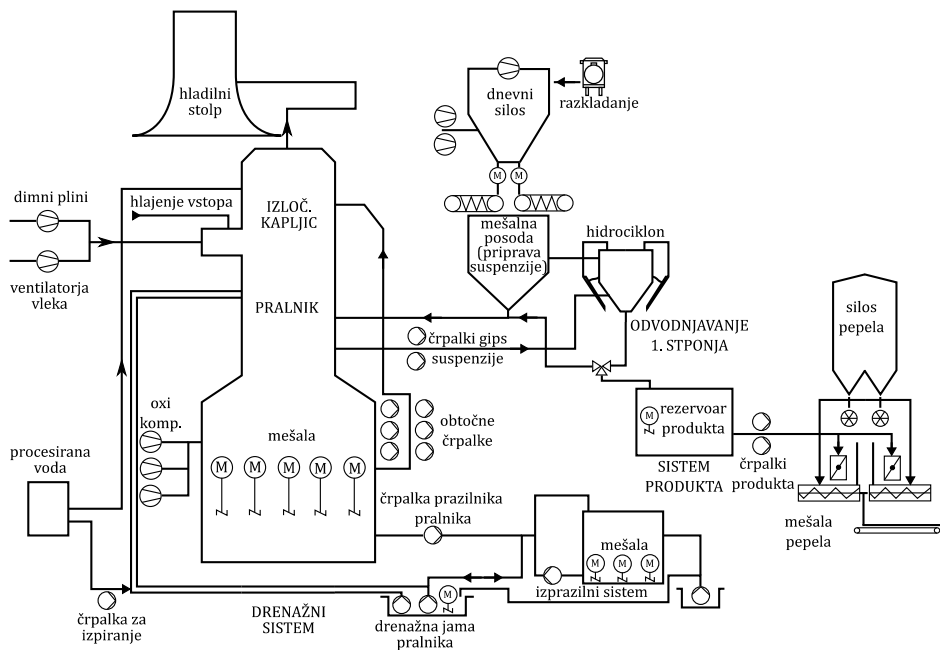 hladilni
stolp
dnevni
silos
razkladanje
M
M
dimni plini
hlajenje vstopa
IZLOČ.
KAPLJIC
mešalna
posoda
(priprava
suspenzije)
hidrociklon
ventilatorja
vleka
PRALNIK
črpalki gips
suspenzije
ODVODNJAVANJE
1. STPONJA
silos
pepela
oxi
komp.
mešala
M
M
M
M
M
obtočne
črpalke
M
rezervoar
produkta
SISTEM
PRODUKTA
črpalki
produkta
mešala
pepela
procesirana
voda
črpalka prazilnika
pralnika
mešala
M
M
M
izprazilni sistem
M
črpalka za
izpiranje
DRENAŽNI
SISTEM
drenažna jama
pralnika